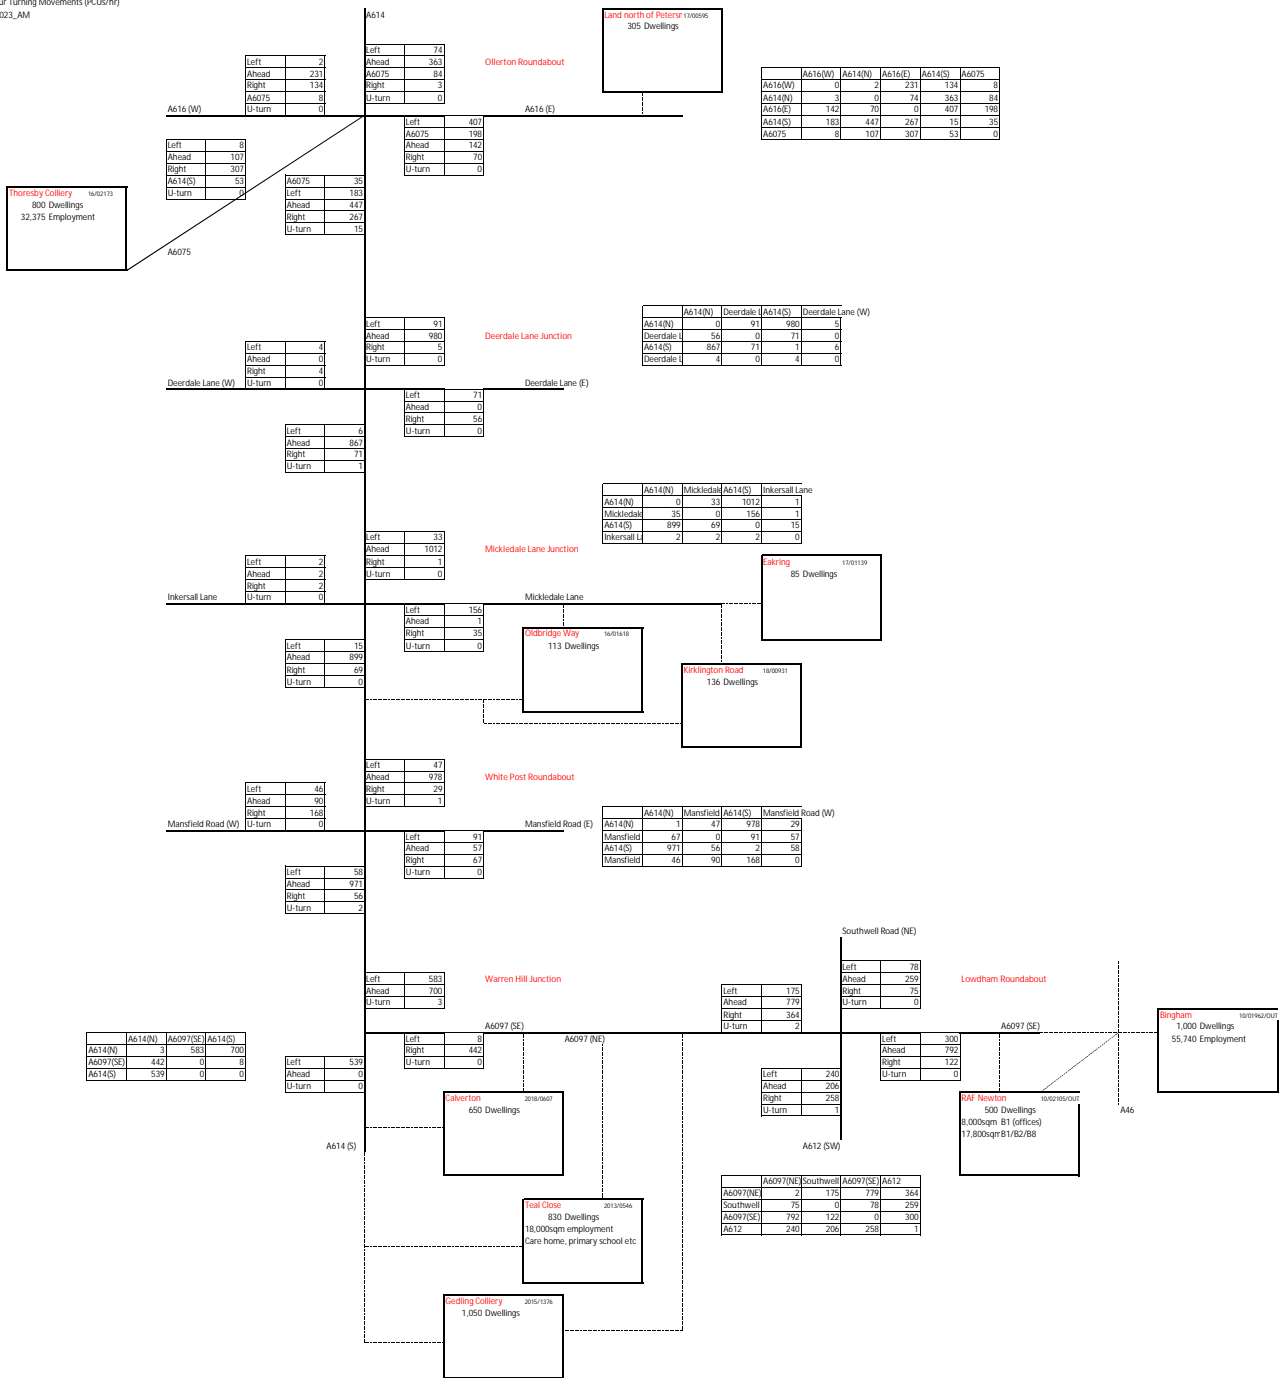 ur Turning Movements (PCUs/hr)
023_AM
A614
Land north of Petersr 17/00595
305 Dwellings
Left 74
Ahead 363
A6075 84
Right 3
U-turn 0
Ollerton Roundabout
Left 2
Ahead 231
Right 134
A6075 8
U-turn 0
A616(W) A614(N) A616(E) A614(S) A6075
A616(W) 0 2 231 134 8
A614(N) 3 0 74 363 84
A616(E) 142 70 0 407 198
A614(S) 183 447 267 15 35
A6075 8 107 307 53 0
A616 (W)
A616 (E)
Left 407
A6075 198
Ahead 142
Right 70
U-turn 0
Left 8
Ahead 107
Right 307
A614(S) 53
U-turn 0
A6075 35
Left 183
Ahead 447
Right 267
U-turn 15
Thoresby Colliery 16/02173
800 Dwellings
32,375 Employment
A6075
A614(N) Deerdale L A614(S) Deerdale Lane (W)
A614(N) 0 91 980 5
Deerdale L 56 0 71 0
A614(S) 867 71 1 6
Deerdale L 4 0 4 0
Left 91
Ahead 980
Right 5
U-turn 0
Deerdale Lane Junction
Left 4
Ahead 0
Right 4
U-turn 0
Deerdale Lane (W)
Deerdale Lane (E)
Left 71
Ahead 0
Right 56
U-turn 0
Left 6
Ahead 867
Right 71
U-turn 1
A614(N) Mickledale A614(S) Inkersall Lane
A614(N) 0 33 1012 1
Mickledale 35 0 156 1
A614(S) 899 69 0 15
Inkersall La 2 2 2 0
Left 33
Ahead 1012
Right 1
U-turn 0
Mickledale Lane Junction
Left 2
Ahead 2
Right 2
U-turn 0
Eakring 17/01139
85 Dwellings
Inkersall Lane
Mickledale Lane
Left 156
Ahead 1
Right 35
U-turn 0
Oldbridge Way 16/01618
113 Dwellings
Left 15
Ahead 899
Right 69
U-turn 0
Kirklington Road 18/00931
136 Dwellings
Left 47
Ahead 978
Right 29
U-turn 1
White Post Roundabout
Left 46
Ahead 90
Right 168
U-turn 0
Mansfield Road (W)
Mansfield Road (E)
A614(N) Mansfield A614(S) Mansfield Road (W)
A614(N) 1 47 978 29
Mansfield 67 0 91 57
A614(S) 971 56 2 58
Mansfield 46 90 168 0
Left 91
Ahead 57
Right 67
U-turn 0
Left 58
Ahead 971
Right 56
U-turn 2
Southwell Road (NE)
Left 78
Ahead 259
Right 75
U-turn 0
Lowdham Roundabout
Left 583
Ahead 700
U-turn 3
Warren Hill Junction
Left 175
Ahead 779
Right 364
U-turn 2
A6097 (SE)
A6097 (NE)
A6097 (SE)
Bingham 10/01962/OUT
1,000 Dwellings
55,740 Employment
A614(N) A6097(SE) A614(S)
A614(N) 3 583 700
A6097(SE) 442 0 8
A614(S) 539 0 0
Left 8
Right 442
U-turn 0
Left 300
Ahead 792
Right 122
U-turn 0
Left 539
Ahead 0
U-turn 0
Left 240
Ahead 206
Right 258
U-turn 1
Calverton 2018/0607
650 Dwellings
RAF Newton 10/02105/OUT
500 Dwellings
8,000sqm B1 (offices)
17,800sqm B1/B2/B8
A46
A614 (S)
A612 (SW)
A6097(NE) Southwell A6097(SE) A612
A6097(NE) 2 175 779 364
Southwell 75 0 78 259
A6097(SE) 792 122 0 300
A612 240 206 258 1
Teal Close 2013/0546
830 Dwellings
18,000sqm employment
Care home, primary school etc
Gedling Colliery 2015/1376
1,050 Dwellings